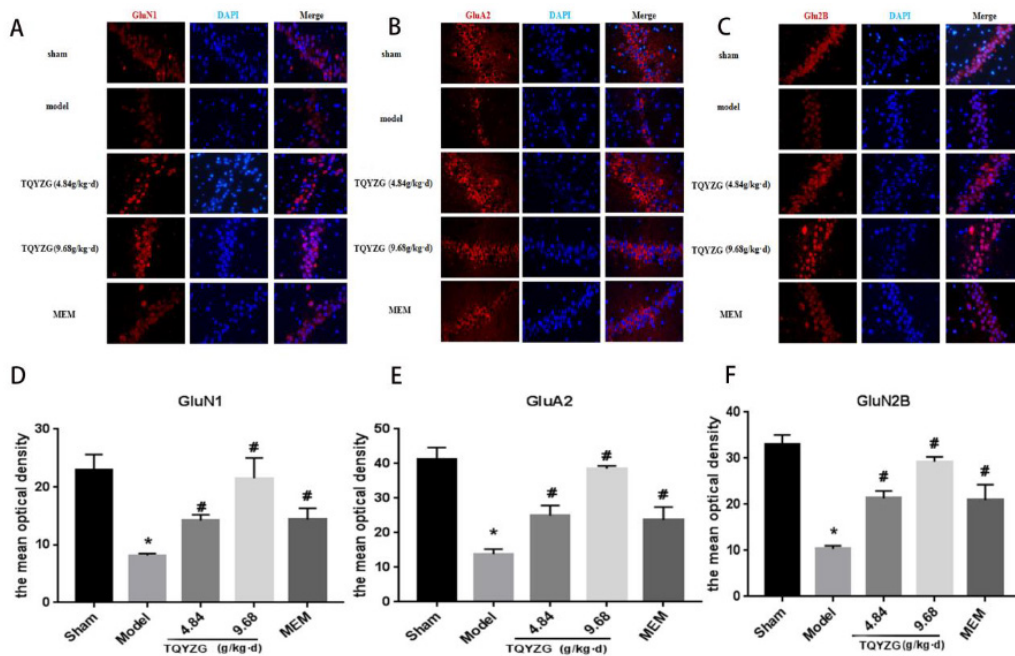 A
GluN1 DAPI Merge
sham
model
TQYZG (4.84g/kg·d)
TQYZG (9.68g/kg·d)
MEM
B
GluA2 DAPI Merge
sham
model
TQYZG (4.84g/kg·d)
TQYZG (9.68g/kg·d)
MEM
C
Glu2B DAPI Merge
sham
model
TQYZG (4.84g/kg·d)
TQYZG (9.68g/kg·d)
MEM
D
GluN1
the mean optical density
30
20
10
0
*
#
#
#
Sham Model 4.84 9.68 MEM
TQYZG (g/kg·d)
E
GluA2
the mean optical density
50
40
30
20
10
0
*
#
#
#
Sham Model 4.84 9.68 MEM
TQYZG (g/kg·d)
F
GluN2B
the mean optical density
40
30
20
10
0
*
#
#
#
Sham Model 4.84 9.68 MEM
TQYZG (g/kg·d)